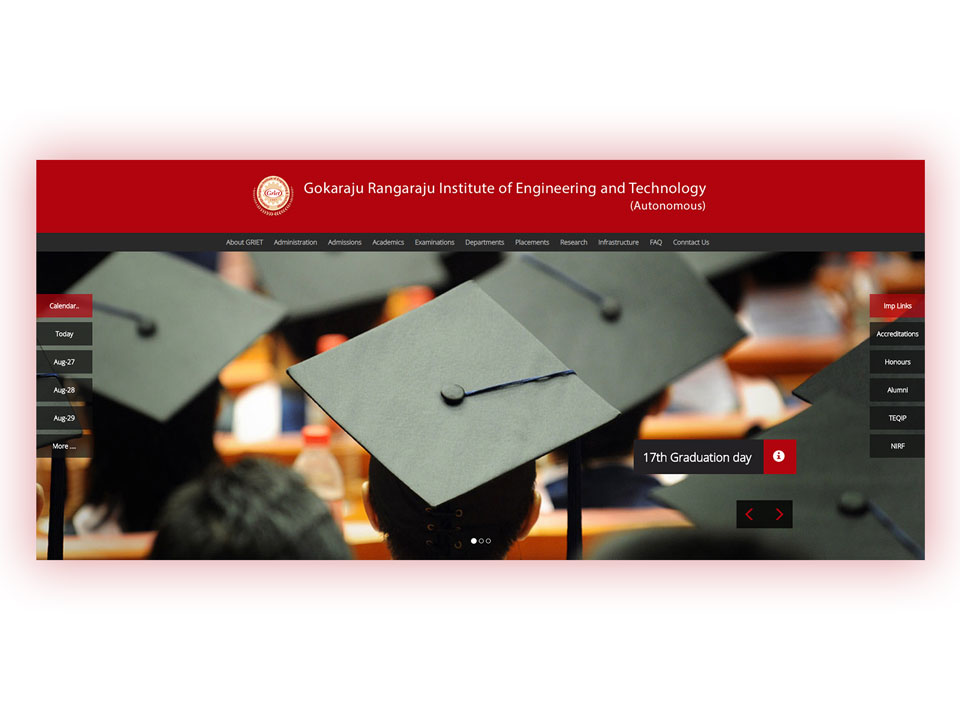 Griet
Gokaraju Rangaraju Institute of Engineering and Technology
(Autonomous)
About GRIET Administration Admissions Academics Examinations Departments Placements Research Infrastructure FAQ Conntact Us
Calendar..
Today
Aug-27
Aug-28
Aug-29
More ....
Imp Links
Accreditations
Honours
Alumni
TEQIP
NIRF
17th Graduation day